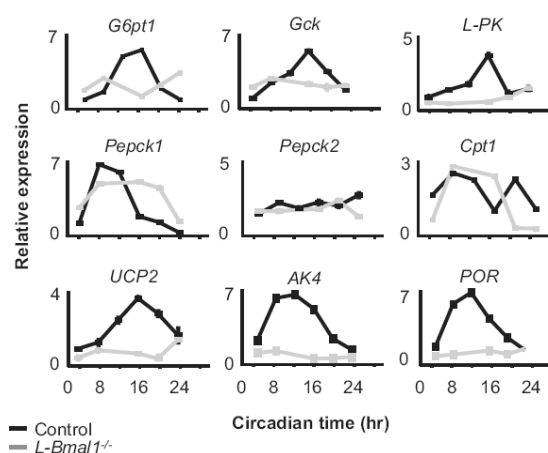 G6pt1 Gck L-PK
7 7 5
0 0 0
Pepck1 Pepck2 Cpt1
7 5 3
0 0 0
UCP2 AK4 POR
4 7 7
0 0 0
0 8 16 24 0 8 16 24 0 8 16 24
Relative expression
Circadian time (hr)
Control
L-Bmal1-/-